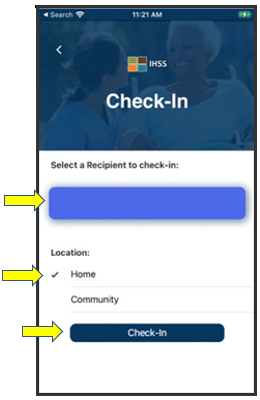 Search 11:21 AM
IHSS
Check-In
Select a Recipient to check-in:
Location:
Home
Community
Check-In